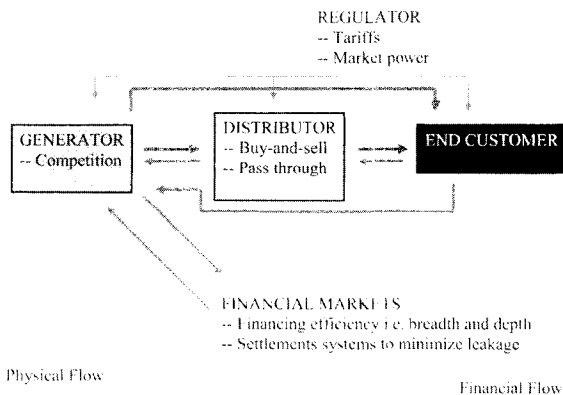 REGULATOR
-- Tariffs
-- Market power
GENERATOR
-- Competition
DISTRIBUTOR
-- Buy-and-sell
-- Pass through
END CUSTOMER
FINANCIAL MARKETS
-- Financing efficiency i.e. breadth and depth
-- Settlements systems to minimize leakage
Physical Flow
Financial Flow